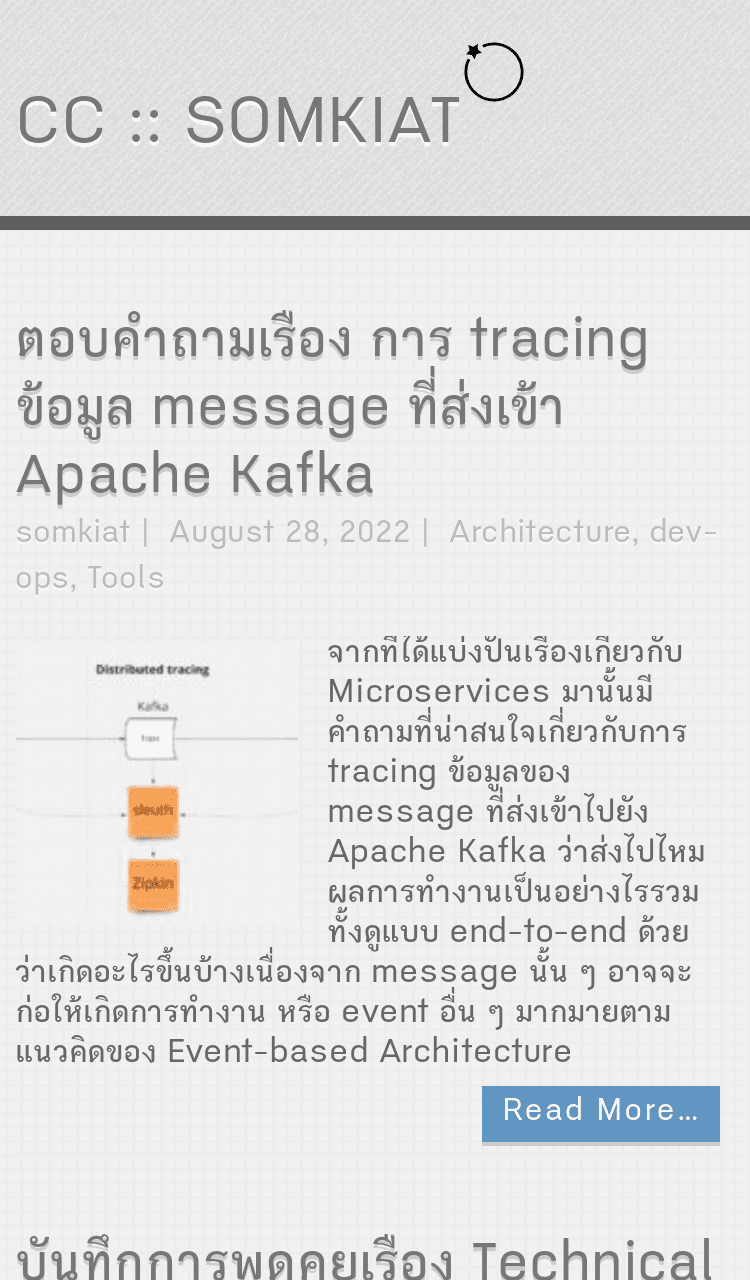 CC :: SOMKIAT
ตอบคำถามเรื่อง การ tracing
ข้อมูล message ที่ส่งเข้า
Apache Kafka
somkiat | August 28, 2022 | Architecture, dev-
ops, Tools
Distributed tracing
Kafka
sleuth
Zipkin
จากที่ได้แบ่งปันเรื่องเกี่ยวกับ
Microservices มานั้นมี
คำถามที่น่าสนใจเกี่ยวกับการ
tracing ข้อมูลของ
message ที่ส่งเข้าไปยัง
Apache Kafka ว่าส่งไปไหม
ผลการทำงานเป็นอย่างไรรวม
ทั้งดูแบบ end-to-end ด้วย
ว่าเกิดอะไรขึ้นบ้างเนื่องจาก message นั้น ๆ อาจจะ
ก่อให้เกิดการทำงาน หรือ event อื่น ๆ มากมายตาม
แนวคิดของ Event-based Architecture
Read More…
บันทึกการพูดคุยเรื่อง Technical